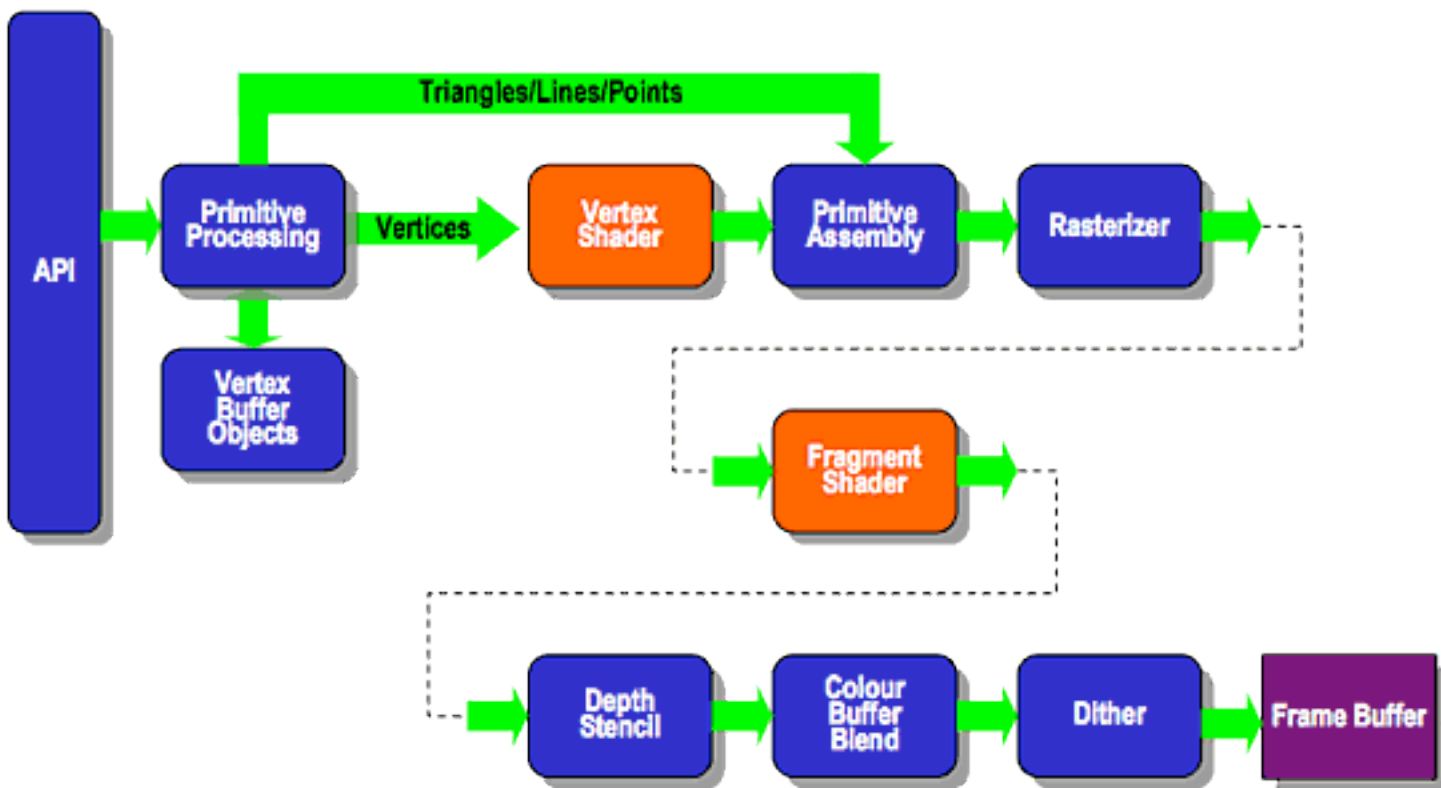 Triangles/Lines/Points
API
Primitive
Processing
Vertices
Vertex
Shader
Primitive
Assembly
Rasterizer
Vertex
Buffer
Objects
Fragment
Shader
Depth
Stencil
Colour
Buffer
Blend
Dither
Frame Buffer